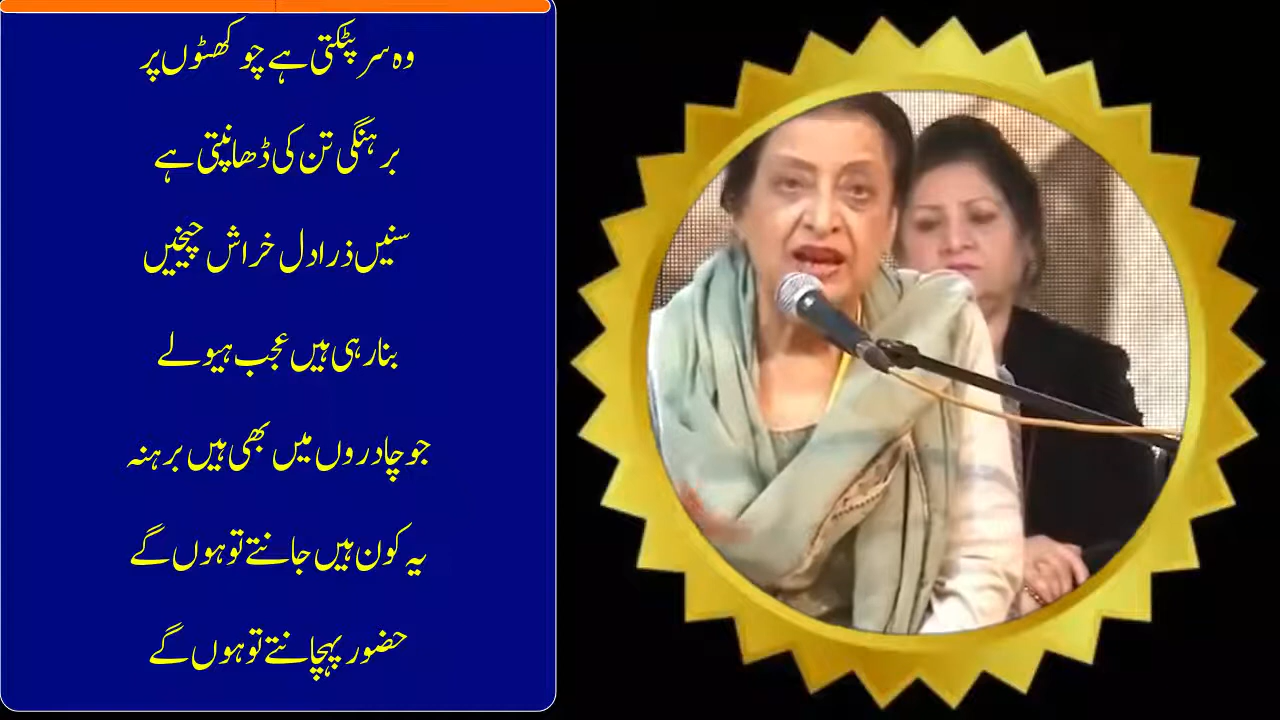 وہ سر پٹکتی ہے چوکھٹوں پر
برہنگی تن کی ڈھانپتی ہے
سنیں ذرا دل خراش چیخیں
بنا رہی ہیں عجب ہیولے
جو چادروں میں بھی ہیں برہنہ
یہ کون ہیں جانتے تو ہوں گے
حضور پہچانتے تو ہوں گے